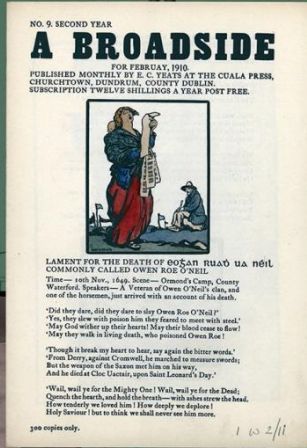 NO. 9. SECOND YEAR
A BROADSIDE
FOR FEBRUAY, 1910.
PUBLISHED MONTHLY BY E. C. YEATS AT THE CUALA PRESS,
CHURCHTOWN, DUNDRUM, COUNTY DUBLIN.
SUBSCRIPTION TWELVE SHILLINGS A YEAR POST FREE.
LAMENT FOR THE DEATH OF eoġan ruaḋ ua néil
COMMONLY CALLED OWEN ROE O'NEIL
Time— 10th Nov., 1649. Scene— Ormond's Camp, County
Waterford. Speakers— A Veteran of Owen O'Neil's clan, and
one of the horsemen, just arrived with an account of his death.
'Did they dare, did they dare to slay Owen Roe O'Neil?'
'Yes, they slew with poison him they feared to meet with steel.'
'May God wither up their hearts! May their blood cease to flow!
'May they walk in living death, who poisoned Owen Roe!
'Though it break my heart to hear, say again the bitter words.'
'From Derry, against Cromwell, he marched to measure swords;
But the weapon of the Saxon met him on his way,
And he died at Cloc Uactair, upon Saint Leonard's Day.'
'Wail, wail ye for the Mighty One! Wail, wail ye for the Dead;
Quench the hearth, and hold the breath—with ashes strew the head,
How tenderly we loved him! How deeply we deplore!
Holy Saviour! but to think we shall never see him more.
300 copies only.